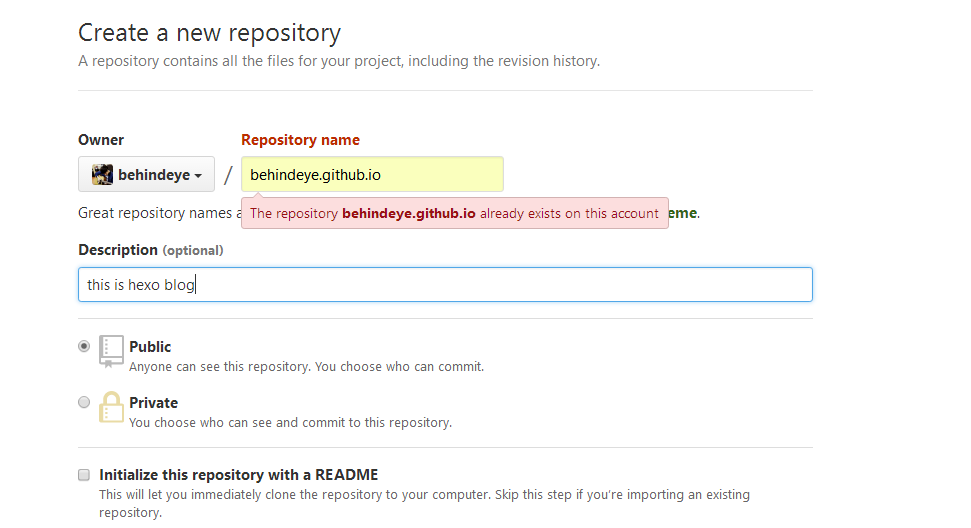 Create a new repository
A repository contains all the files for your project, including the revision history.
Owner
Repository name
behindeye
/
behindeye.github.io
Great repository names
The repository behindeye.github.io already exists on this account
eme.
Description (optional)
this is hexo blog
Public
Anyone can see this repository. You choose who can commit.
Private
You choose who can see and commit to this repository.
Initialize this repository with a README
This will let you immediately clone the repository to your computer. Skip this step if you’re importing an existing
repository.